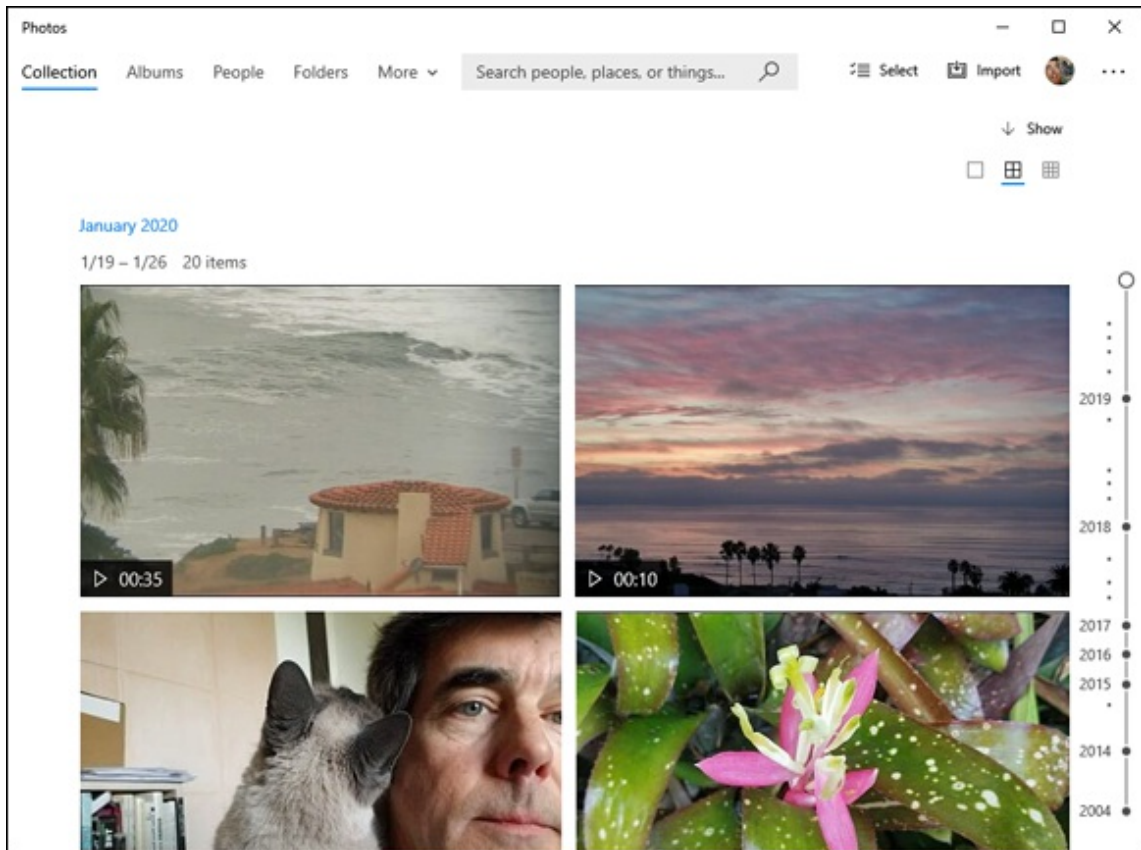 Photos
Collection Albums People Folders More Search people, places, or things... Select Import
Show
January 2020
1/19 – 1/26 20 items
2019
2018
00:35 00:10
2017
2016
2015
2014
2004